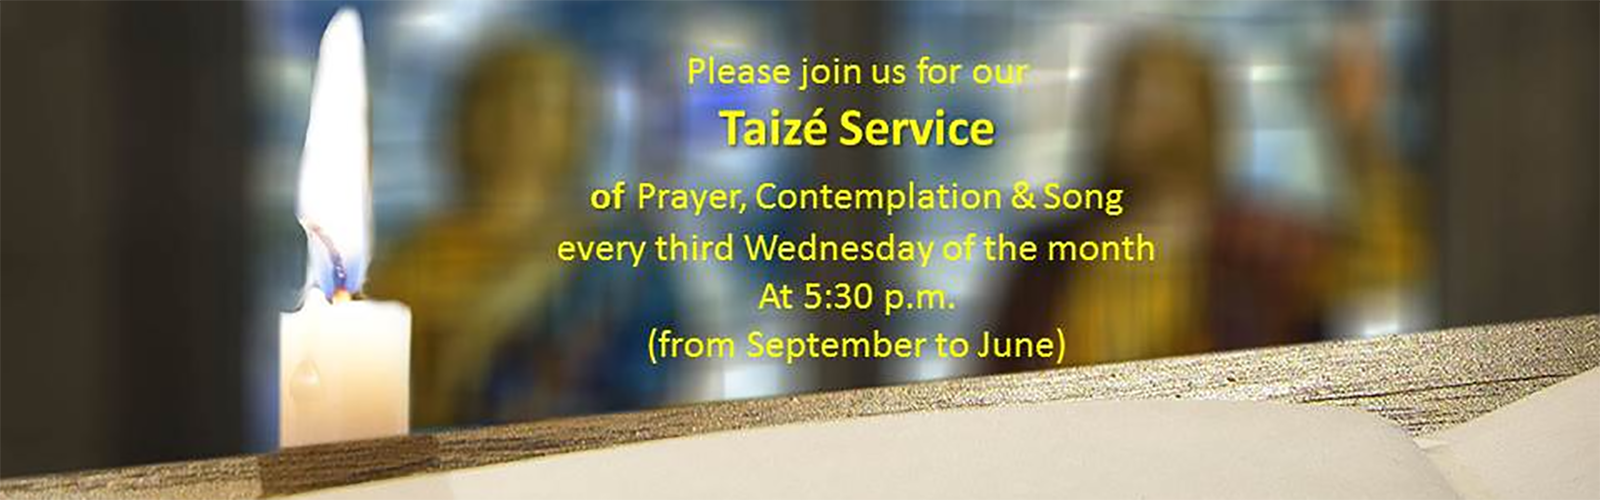 Please join us for our
Taizé Service
of Prayer, Contemplation & Song
every third Wednesday of the month
At 5:30 p.m.
(from September to June)